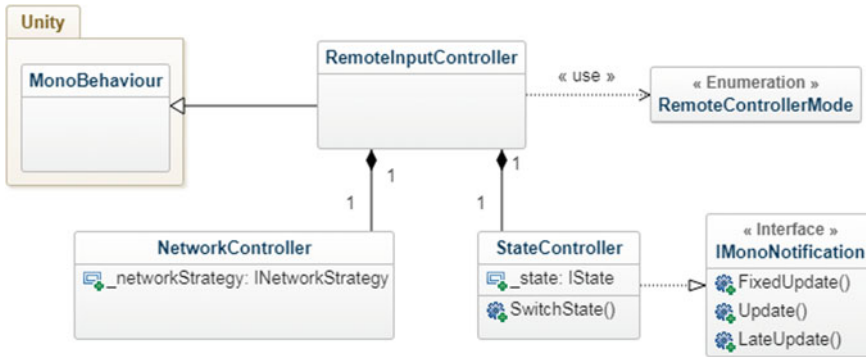 Unity
MonoBehaviour
RemoteInputController
« use »
« Enumeration »
RemoteControllerMode
1
1
1
1
NetworkController
_networkStrategy: INetworkStrategy
StateController
_state: IState
SwitchState()
« Interface »
IMonoNotification
FixedUpdate()
Update()
LateUpdate()